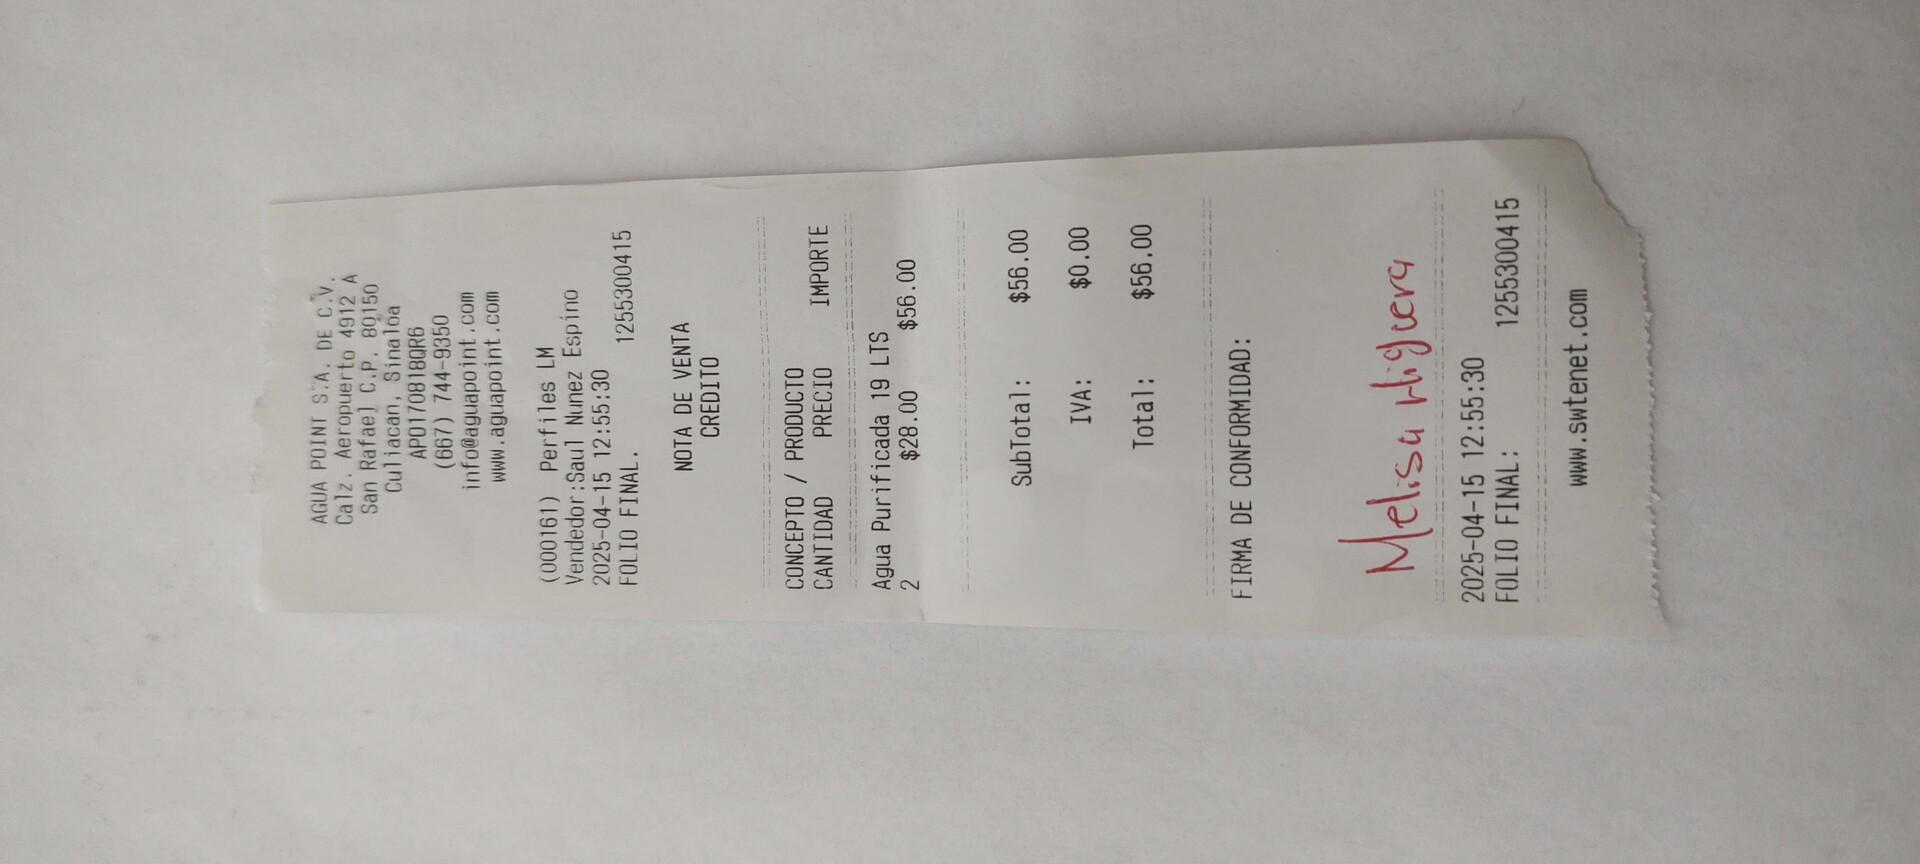 AGUA POINT S.A. DE C.V.
Calz. Aeropuerto 4912 A
San Rafael C.P. 80150
Culiacan, Sinaloa
APO170818QR6
(667) 744-9350
info@aguapoint.com
www.aguapoint.com
(000161) Perfiles LM
Vendedor:Saul Nunez Espino
2025-04-15 12:55:30
FOLIO FINAL. 1255300415
NOTA DE VENTA
CREDITO
CONCEPTO / PRODUCTO
CANTIDAD PRECIO IMPORTE
Agua Purificada 19 LTS
2 $28.00 $56.00
SubTotal: $56.00
IVA: $0.00
Total: $56.00
FIRMA DE CONFORMIDAD:
Melisa Higuera
2025-04-15 12:55:30
FOLIO FINAL: 1255300415
www.swtenet.com